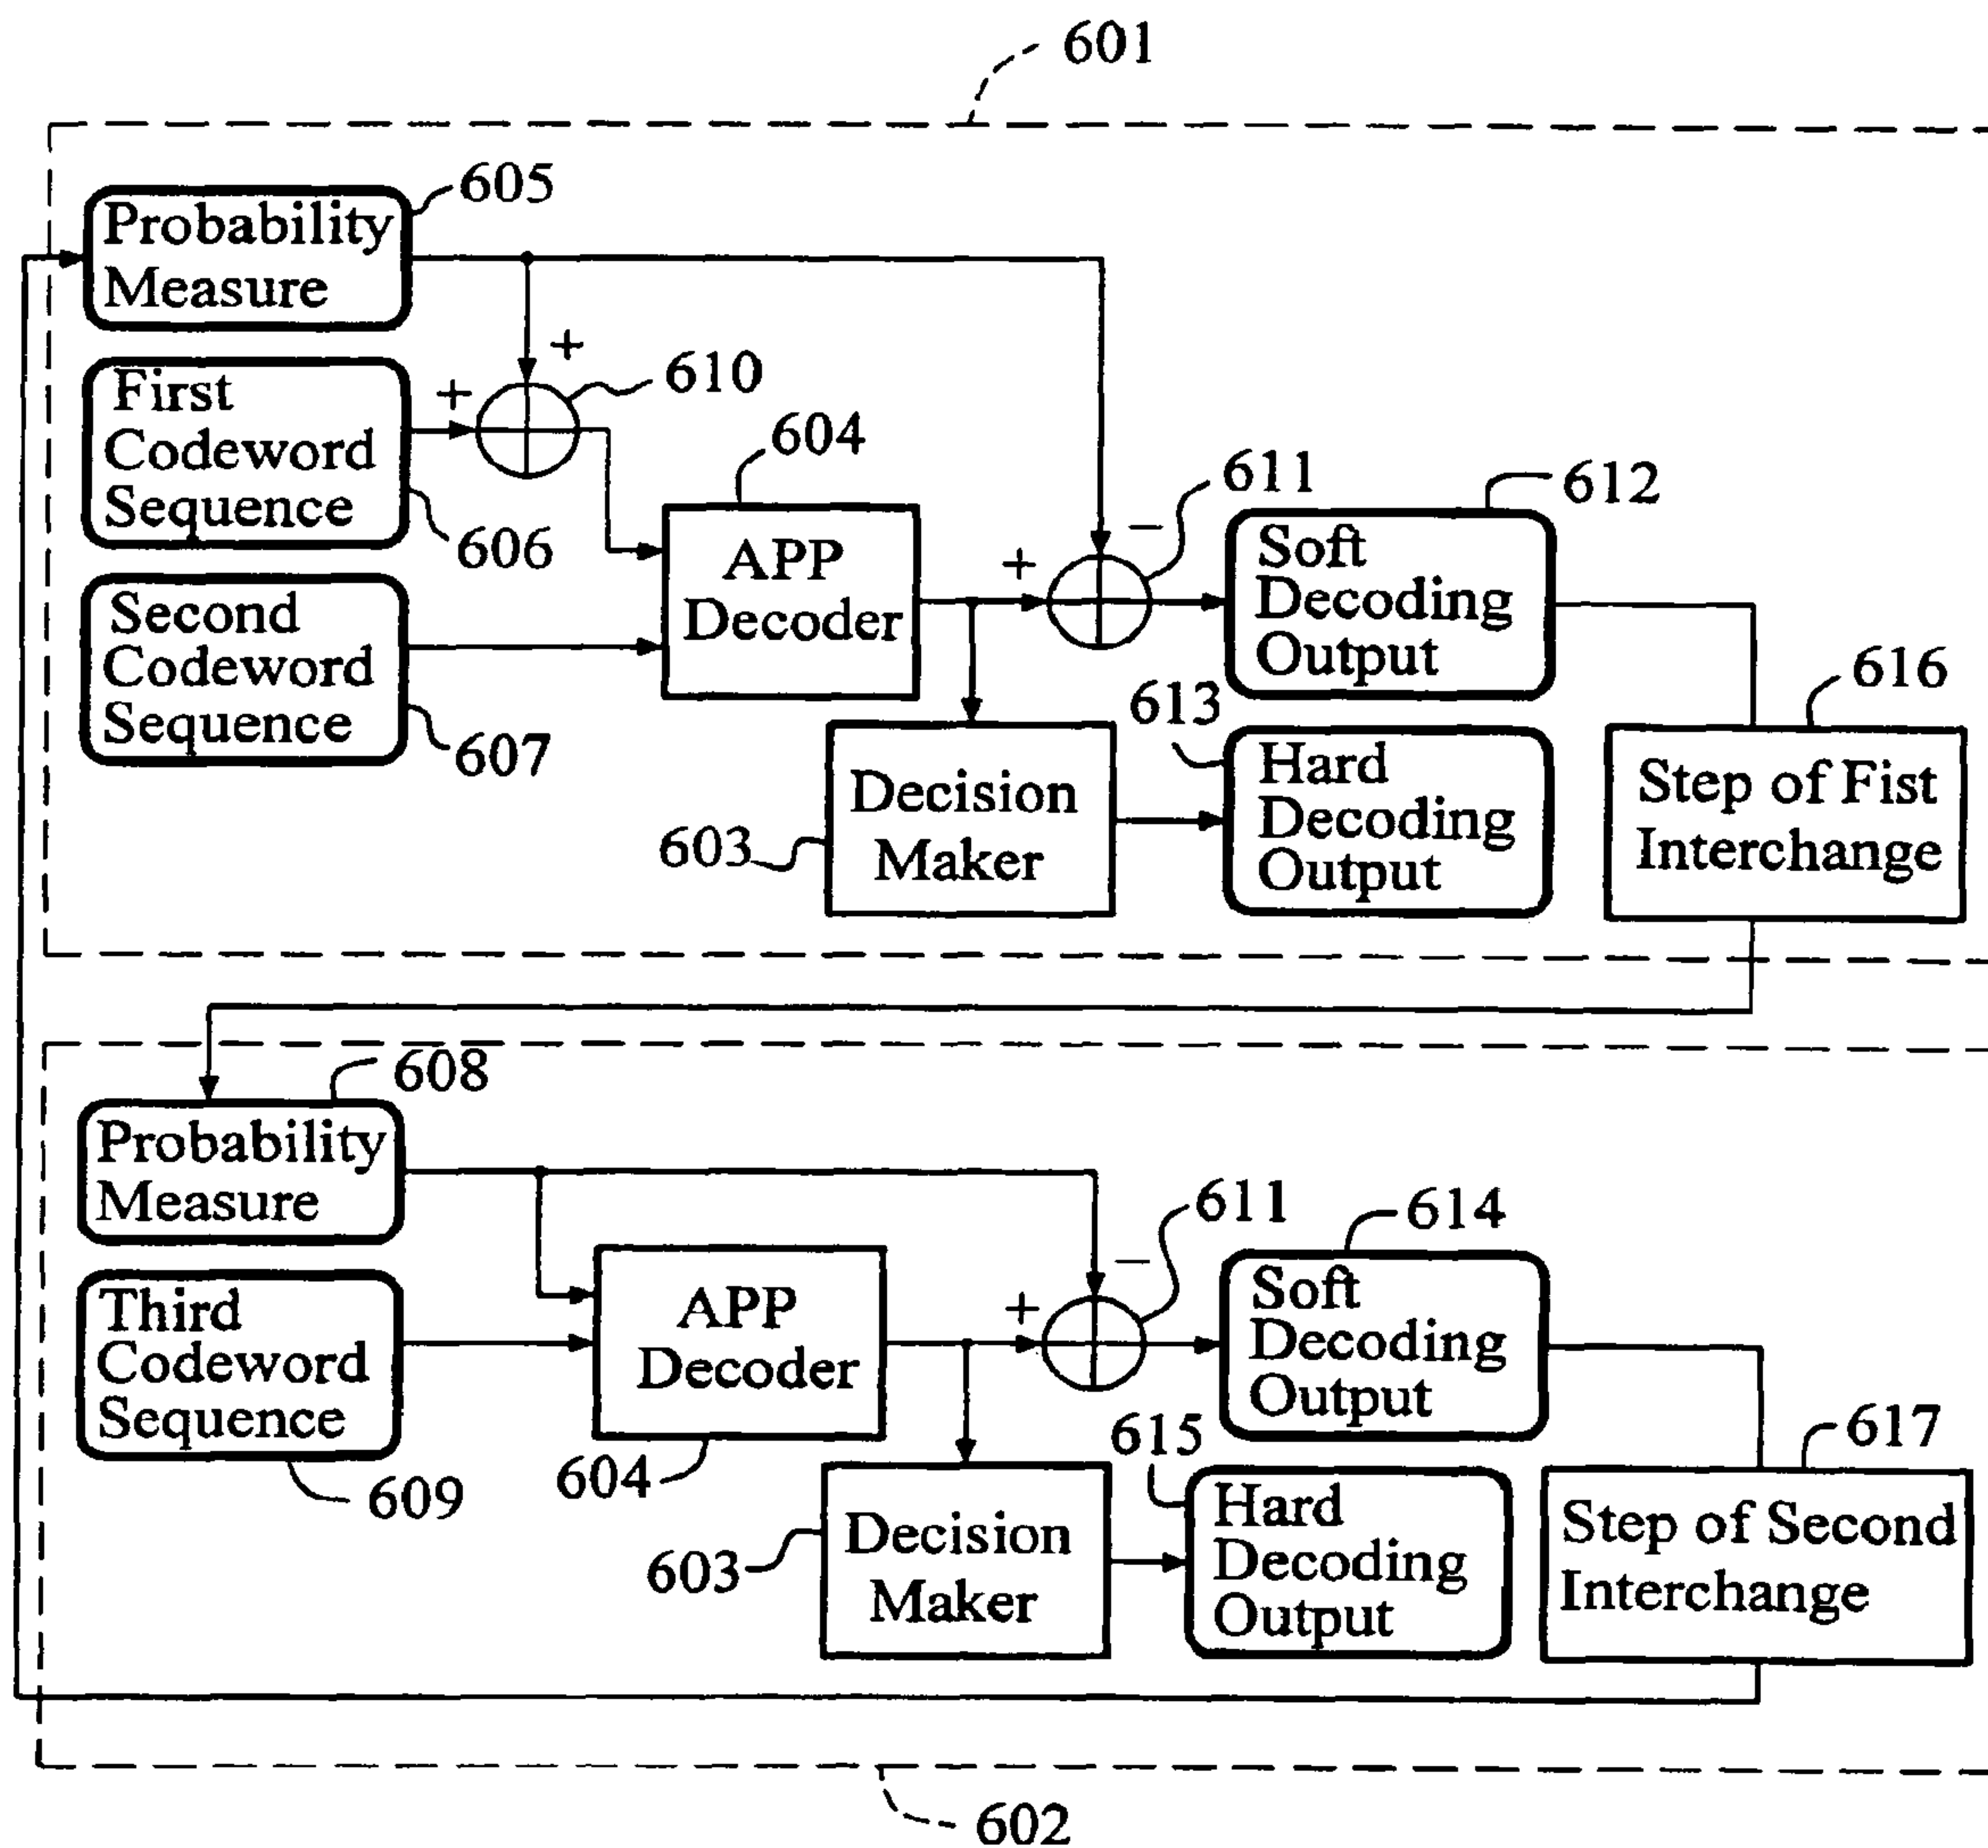 601
605
Probability
Measure
+
610
First
Codeword
Sequence
+
606
604
611
612
APP
Decoder
+
−
Soft
Decoding
Output
Second
Codeword
Sequence
607
616
613
Decision
Maker
603
Hard
Decoding
Output
Step of Fist
Interchange
608
Probability
Measure
611
614
Third
Codeword
Sequence
609
APP
Decoder
604
+
−
Soft
Decoding
Output
617
615
Decision
Maker
603
Hard
Decoding
Output
Step of Second
Interchange
602